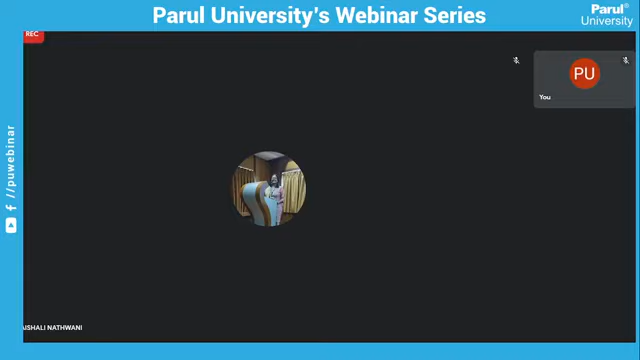 Parul University's Webinar Series
Parul®
University
REC
PU
You
f /puwebinar
AISHALI NATHWANI